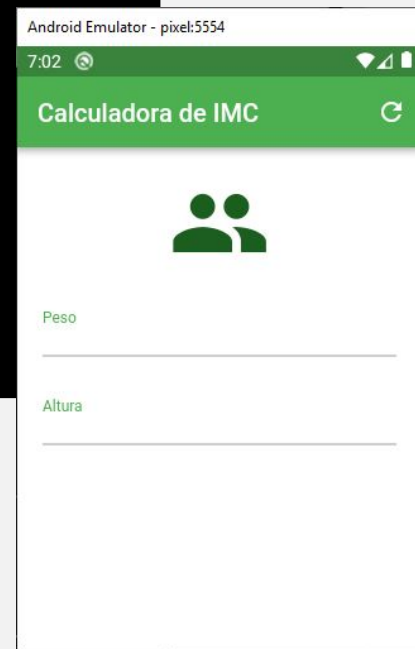 Android Emulator - pixel:5554
7:02
Calculadora de IMC
Peso
Altura